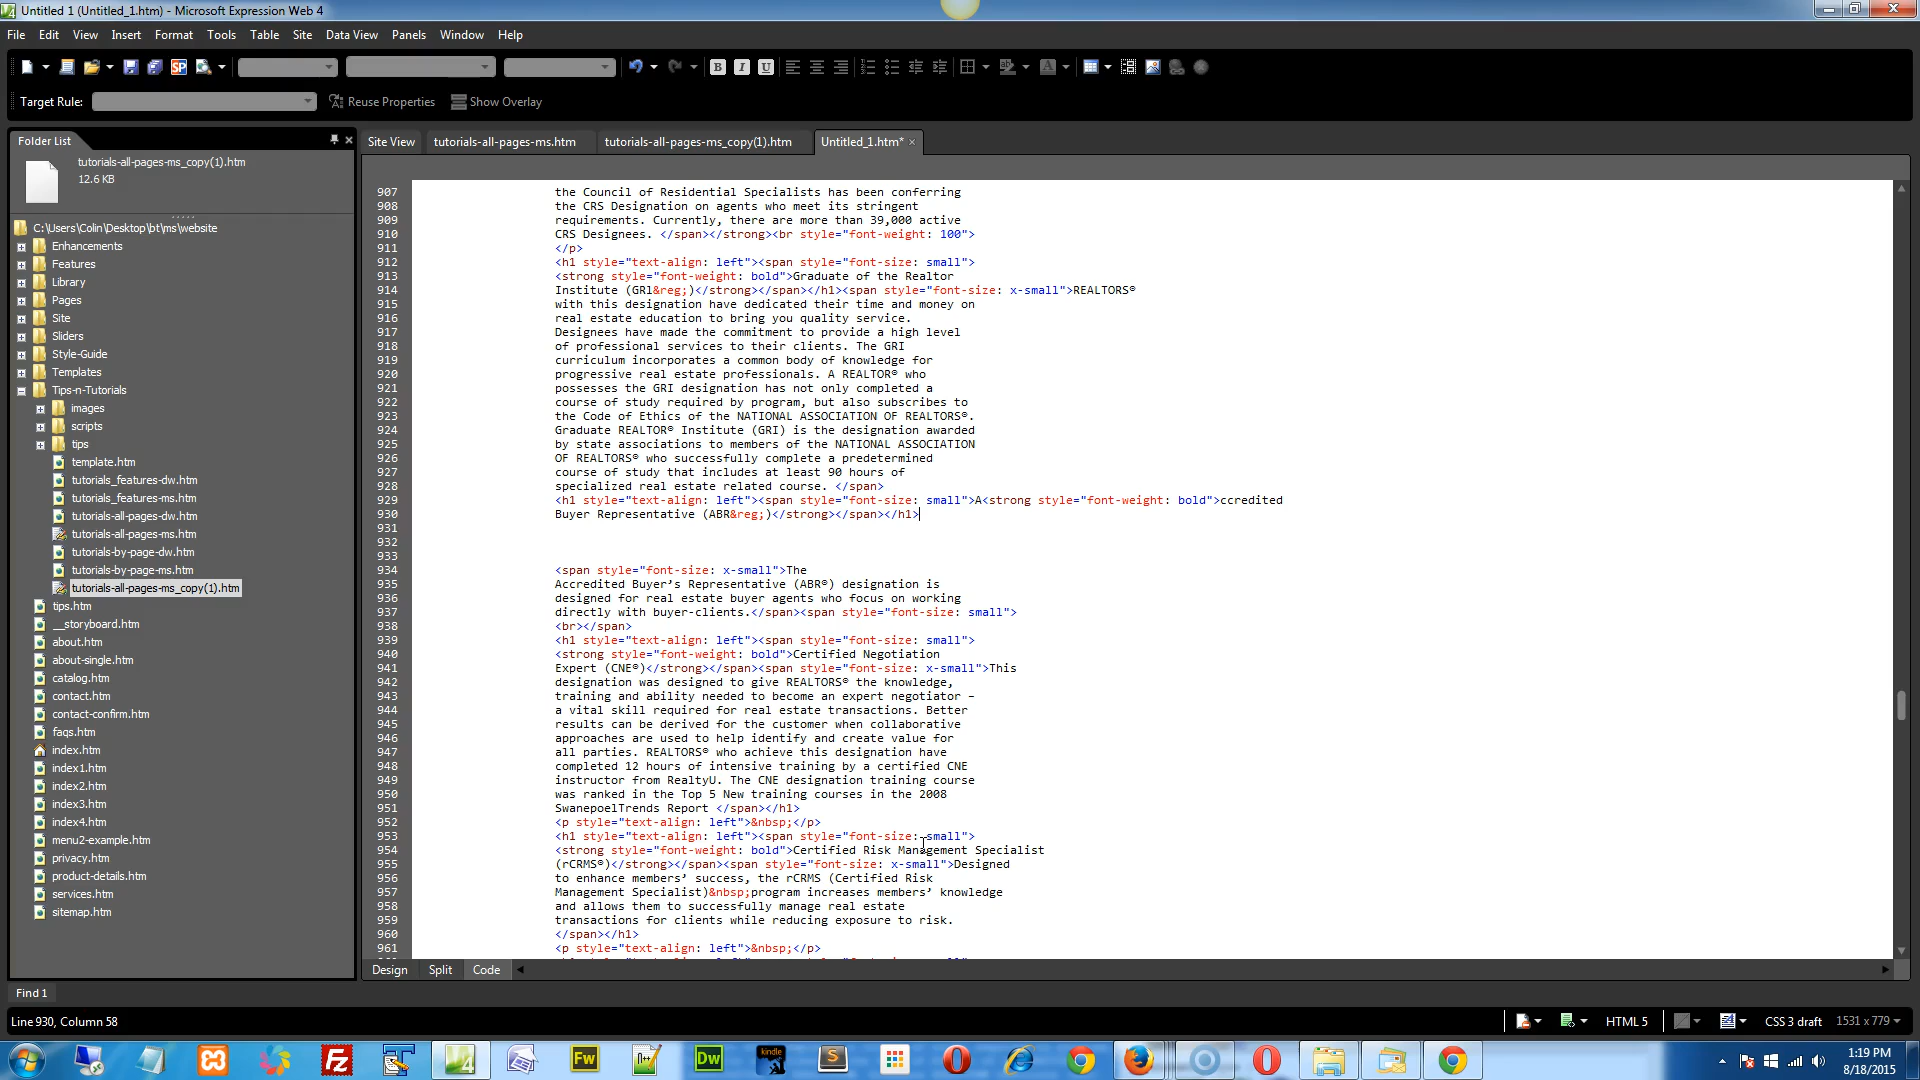 Untitled 1 (Untitled_1.htm) - Microsoft Expression Web 4
File Edit View Insert Format Tools Table Site Data View Panels Window Help
Target Rule: Reuse Properties Show Overlay
Folder List
tutorials-all-pages-ms_copy(1).htm
12.6 KB
C:\Users\Colin\Desktop\bt\ms\website
Enhancements
Features
Library
Pages
Site
Sliders
Style-Guide
Templates
Tips-n-Tutorials
images
scripts
tips
template.htm
tutorials_features-dw.htm
tutorials_features-ms.htm
tutorials-all-pages-dw.htm
tutorials-all-pages-ms.htm
tutorials-by-page-dw.htm
tutorials-by-page-ms.htm
tutorials-all-pages-ms_copy(1).htm
tips.htm
__storyboard.htm
about.htm
about-single.htm
catalog.htm
contact.htm
contact-confirm.htm
faqs.htm
index.htm
index1.htm
index2.htm
index3.htm
index4.htm
menu2-example.htm
privacy.htm
product-details.htm
services.htm
sitemap.htm
Site View tutorials-all-pages-ms.htm tutorials-all-pages-ms_copy(1).htm Untitled_1.htm*
907 the Council of Residential Specialists has been conferring
908 the CRS Designation on agents who meet its stringent
909 requirements. Currently, there are more than 39,000 active
910 CRS Designees. </span></strong><br style="font-weight: 100">
911 </p>
912 <h1 style="text-align: left"><span style="font-size: small">
913 <strong style="font-weight: bold">Graduate of the Realtor
914 Institute (GRl&reg;)</strong></span></h1><span style="font-size: x-small">REALTORS®
915 with this designation have dedicated their time and money on
916 real estate education to bring you quality service.
917 Designees have made the commitment to provide a high level
918 of professional services to their clients. The GRI
919 curriculum incorporates a common body of knowledge for
920 progressive real estate professionals. A REALTOR® who
921 possesses the GRI designation has not only completed a
922 course of study required by program, but also subscribes to
923 the Code of Ethics of the NATIONAL ASSOCIATION OF REALTORS®.
924 Graduate REALTOR® Institute (GRI) is the designation awarded
925 by state associations to members of the NATIONAL ASSOCIATION
926 OF REALTORS® who successfully complete a predetermined
927 course of study that includes at least 90 hours of
928 specialized real estate related course. </span>
929 <h1 style="text-align: left"><span style="font-size: small">A<strong style="font-weight: bold">ccredited
930 Buyer Representative (ABR&reg;)</strong></span></h1>
931
932
933
934 <span style="font-size: x-small">The
935 Accredited Buyer’s Representative (ABR®) designation is
936 designed for real estate buyer agents who focus on working
937 directly with buyer-clients.</span><span style="font-size: small">
938 <br></span>
939 <h1 style="text-align: left"><span style="font-size: small">
940 <strong style="font-weight: bold">Certified Negotiation
941 Expert (CNE®)</strong></span><span style="font-size: x-small">This
942 designation was designed to give REALTORS® the knowledge,
943 training and ability needed to become an expert negotiator –
944 a vital skill required for real estate transactions. Better
945 results can be derived for the customer when collaborative
946 approaches are used to help identify and create value for
947 all parties. REALTORS® who achieve this designation have
948 completed 12 hours of intensive training by a certified CNE
949 instructor from RealtyU. The CNE designation training course
950 was ranked in the Top 5 New training courses in the 2008
951 SwanepoelTrends Report </span></h1>
952 <p style="text-align: left">&nbsp;</p>
953 <h1 style="text-align: left"><span style="font-size: small">
954 <strong style="font-weight: bold">Certified Risk Management Specialist
955 (rCRMS®)</strong></span><span style="font-size: x-small">Designed
956 to enhance members’ success, the rCRMS (Certified Risk
957 Management Specialist)&nbsp;program increases members’ knowledge
958 and allows them to successfully manage real estate
959 transactions for clients while reducing exposure to risk.
960 </span></h1>
961 <p style="text-align: left">&nbsp;</p>
Design Split Code
Find 1
Line 930, Column 58 HTML 5 CSS 3 draft 1531 x 779
1:19 PM
8/18/2015